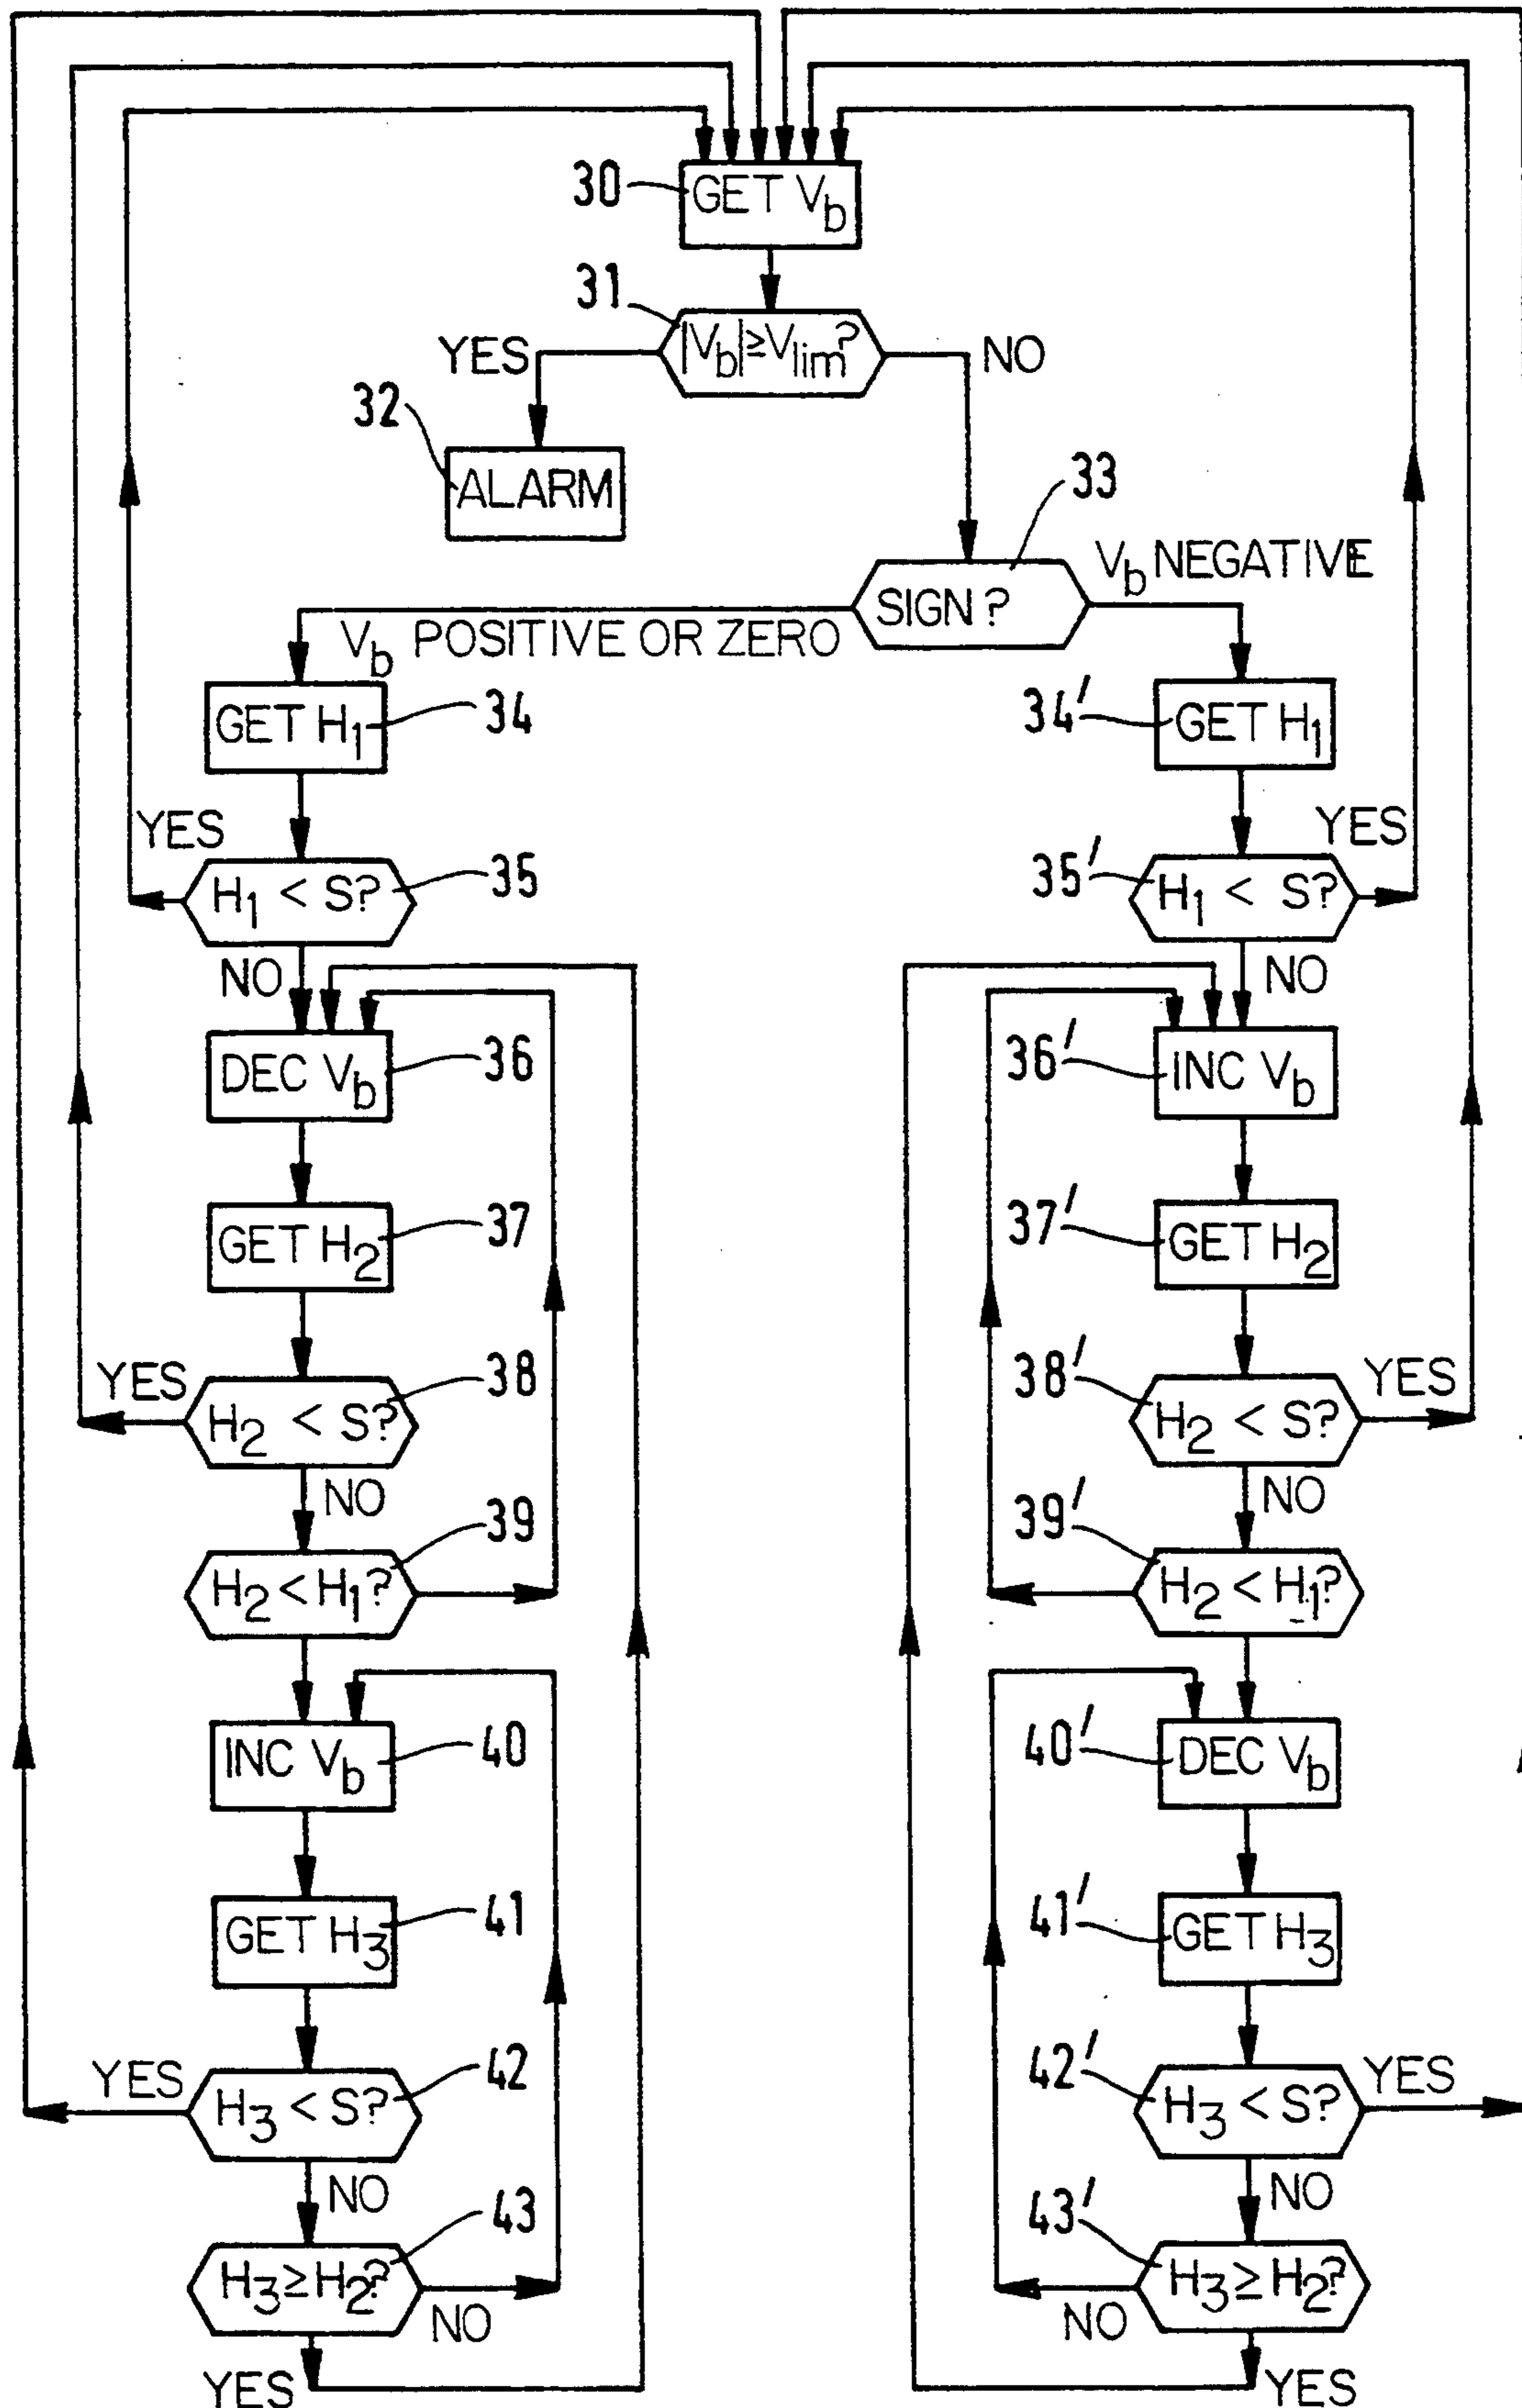 30
GET Vb
31
|Vb|≥Vlim?
YES
NO
32
ALARM
33
SIGN?
Vb NEGATIVE
Vb POSITIVE OR ZERO
GET H1
34
34'
GET H1
YES
H1 < S?
35
35'
H1 < S?
YES
NO
NO
DEC Vb
36
36'
INC Vb
GET H2
37
37'
GET H2
YES
H2 < S?
38
38'
H2 < S?
YES
NO
NO
H2 < H1?
39
39'
H2 < H1?
INC Vb
40
40'
DEC Vb
GET H3
41
41'
GET H3
YES
H3 < S?
42
42'
H3 < S?
YES
NO
NO
H3 ≥ H2?
43
43'
H3 ≥ H2?
NO
NO
YES
YES